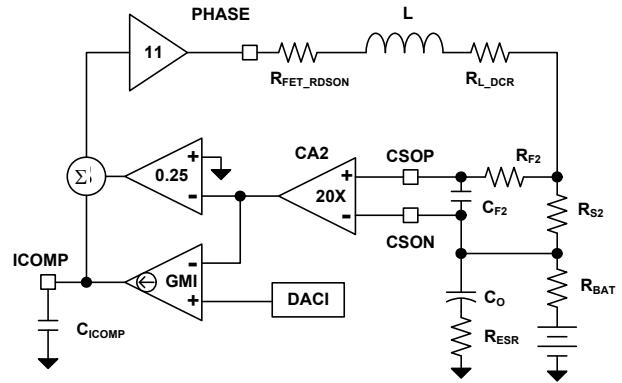 PHASE
L
11
R_FET_RDSON
R_L_DCR
CA2
CSOP
R_F2
Σ
+
0.25
-
+
20X
-
C_F2
R_S2
CSON
ICOMP
-
GMI
+
DACI
C_O
R_BAT
C_ICOMP
R_ESR